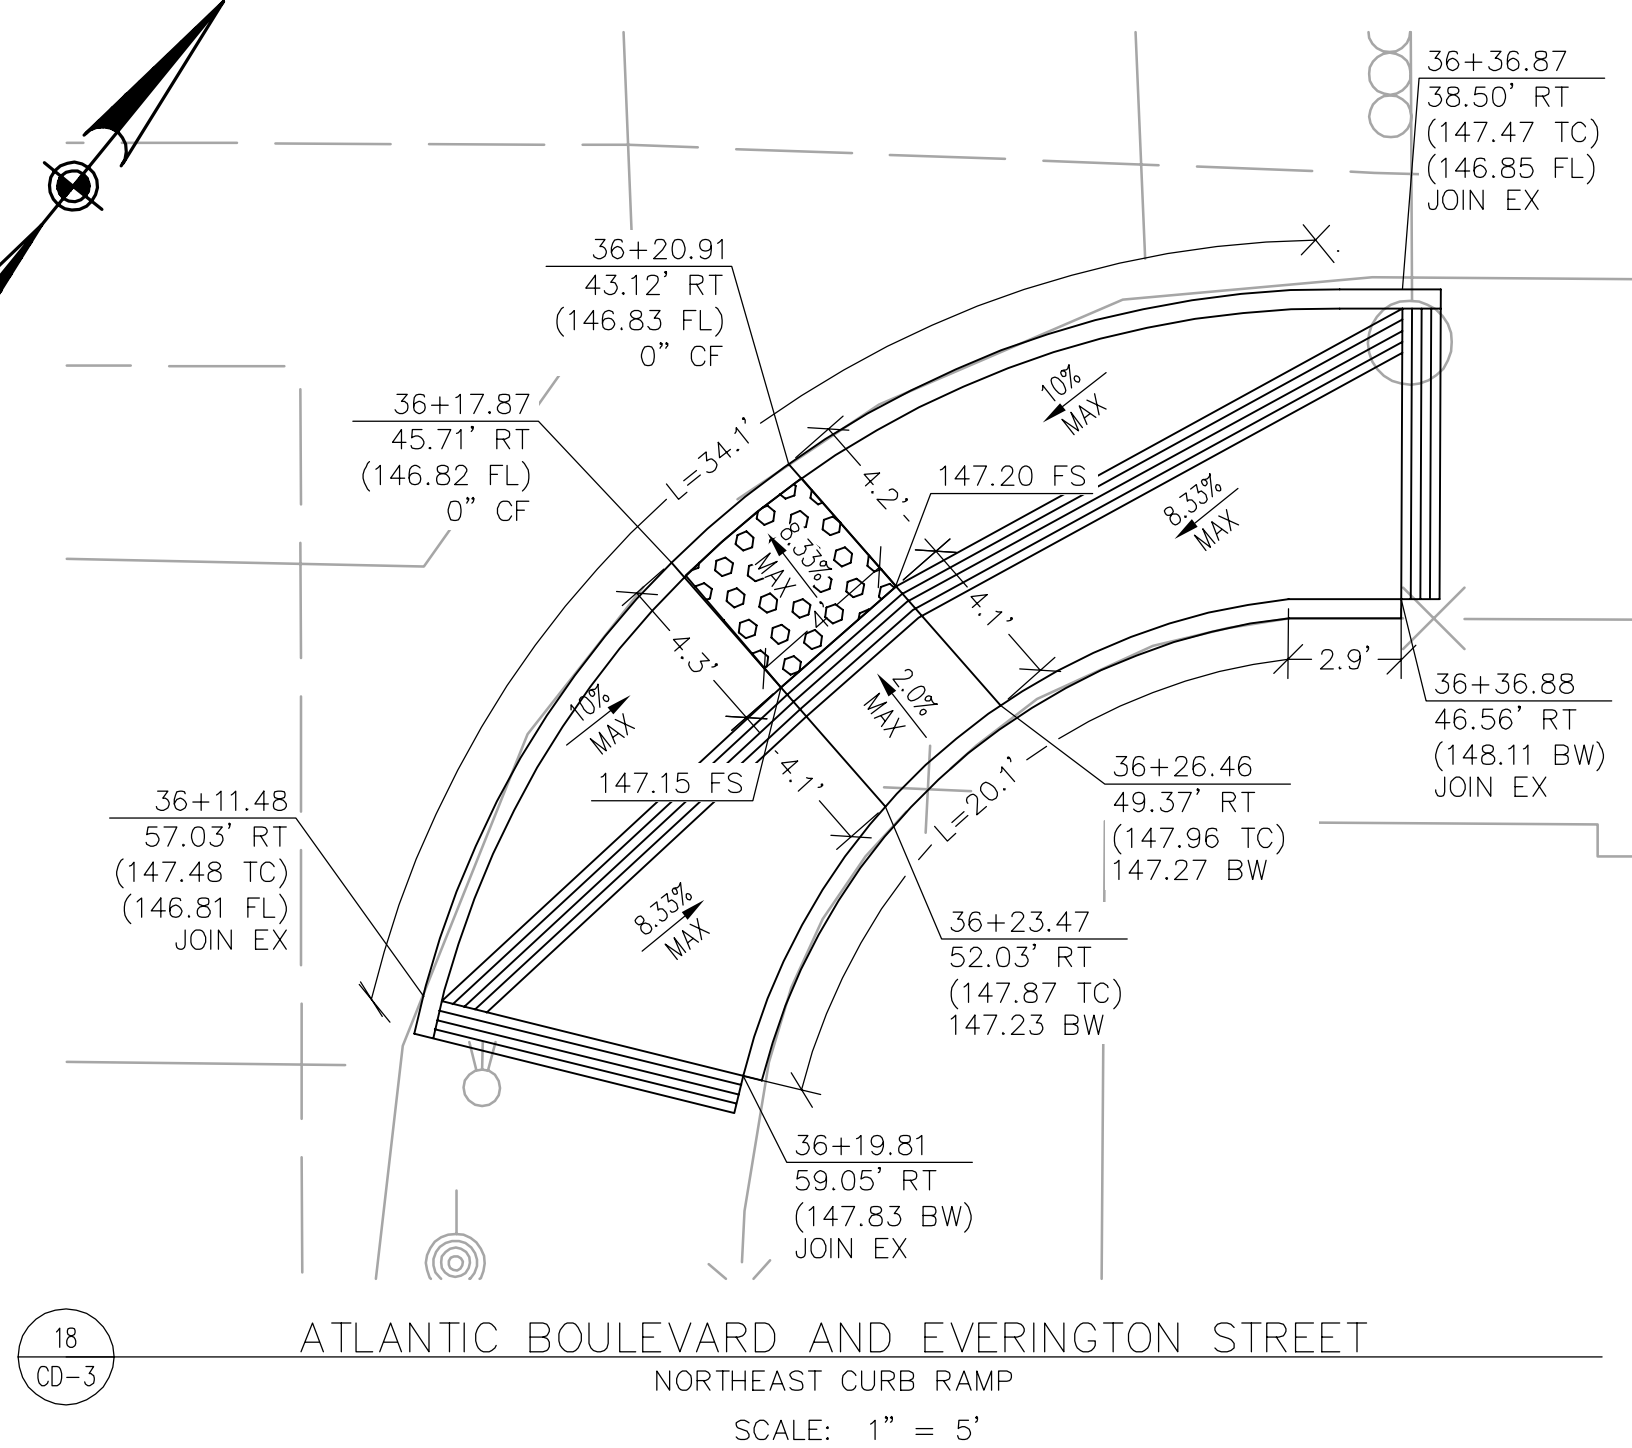 36+36.87
38.50' RT
(147.47 TC)
(146.85 FL)
JOIN EX
36+20.91
43.12' RT
(146.83 FL)
0" CF
36+17.87
45.71' RT
(146.82 FL)
0" CF
L=34.1'
10%
MAX
4.2'
147.20 FS
8.33%
MAX
8.33%
MAX
4'
4.1'
4.3'
2.9'
2.0%
MAX
10%
MAX
36+36.88
46.56' RT
(148.11 BW)
JOIN EX
147.15 FS
4.1'
L=20.1'
36+26.46
49.37' RT
(147.96 TC)
147.27 BW
36+11.48
57.03' RT
(147.48 TC)
(146.81 FL)
JOIN EX
8.33%
MAX
36+23.47
52.03' RT
(147.87 TC)
147.23 BW
36+19.81
59.05' RT
(147.83 BW)
JOIN EX
18
CD-3
ATLANTIC BOULEVARD AND EVERINGTON STREET
NORTHEAST CURB RAMP
SCALE: 1" = 5'